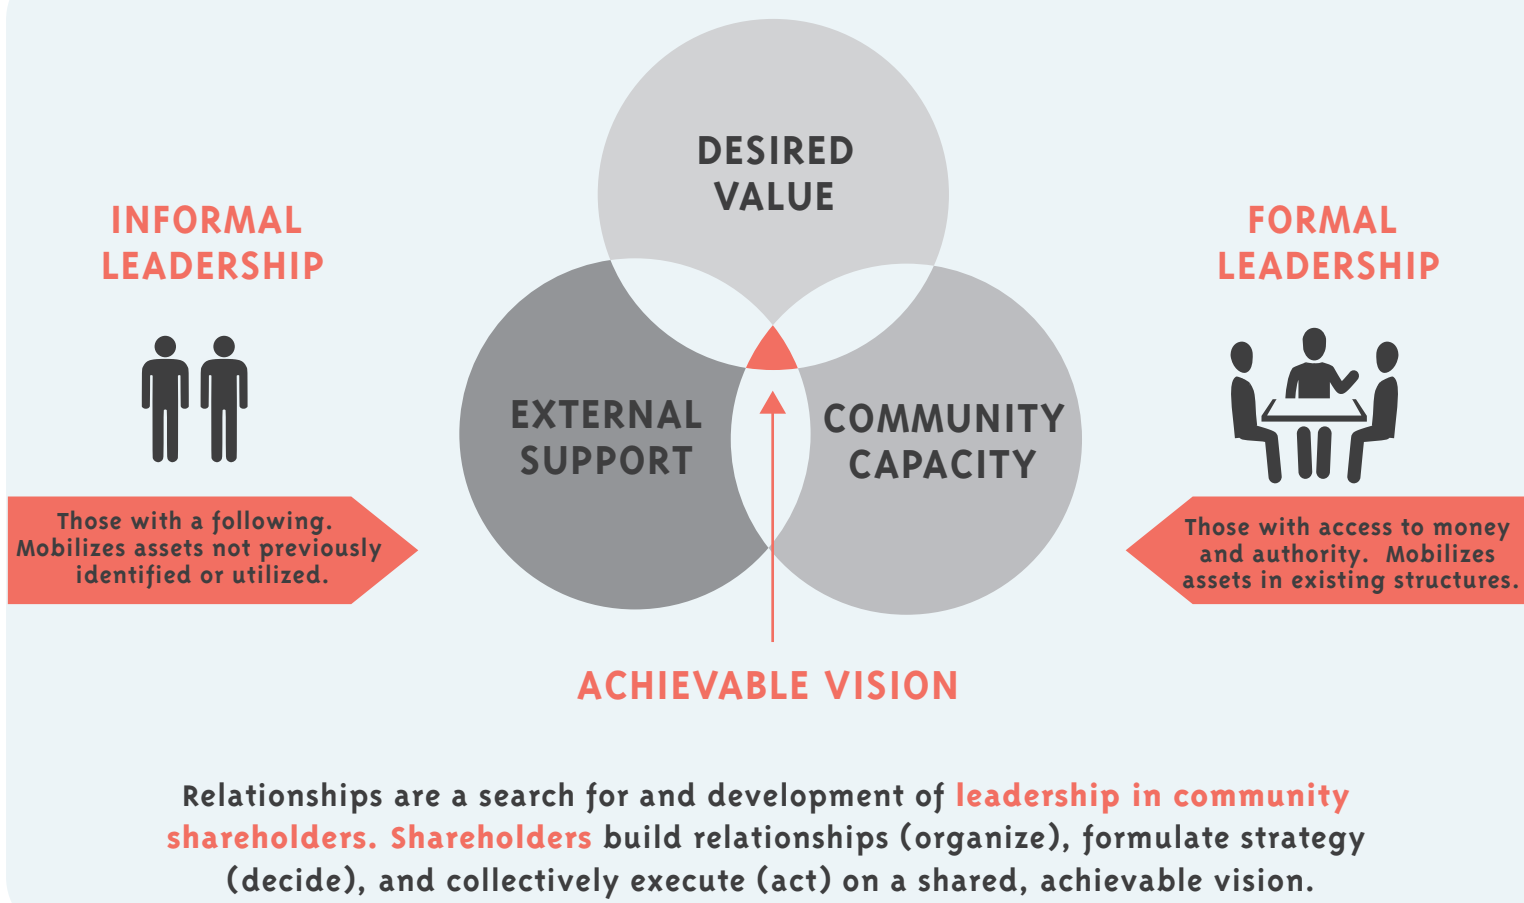 DESIRED
VALUE
INFORMAL
LEADERSHIP
FORMAL
LEADERSHIP
EXTERNAL
SUPPORT
COMMUNITY
CAPACITY
Those with a following.
Mobilizes assets not previously
identified or utilized.
Those with access to money
and authority.  Mobilizes
assets in existing structures.
ACHIEVABLE VISION
Relationships are a search for and development of leadership in community
shareholders. Shareholders build relationships (organize), formulate strategy
(decide), and collectively execute (act) on a shared, achievable vision.